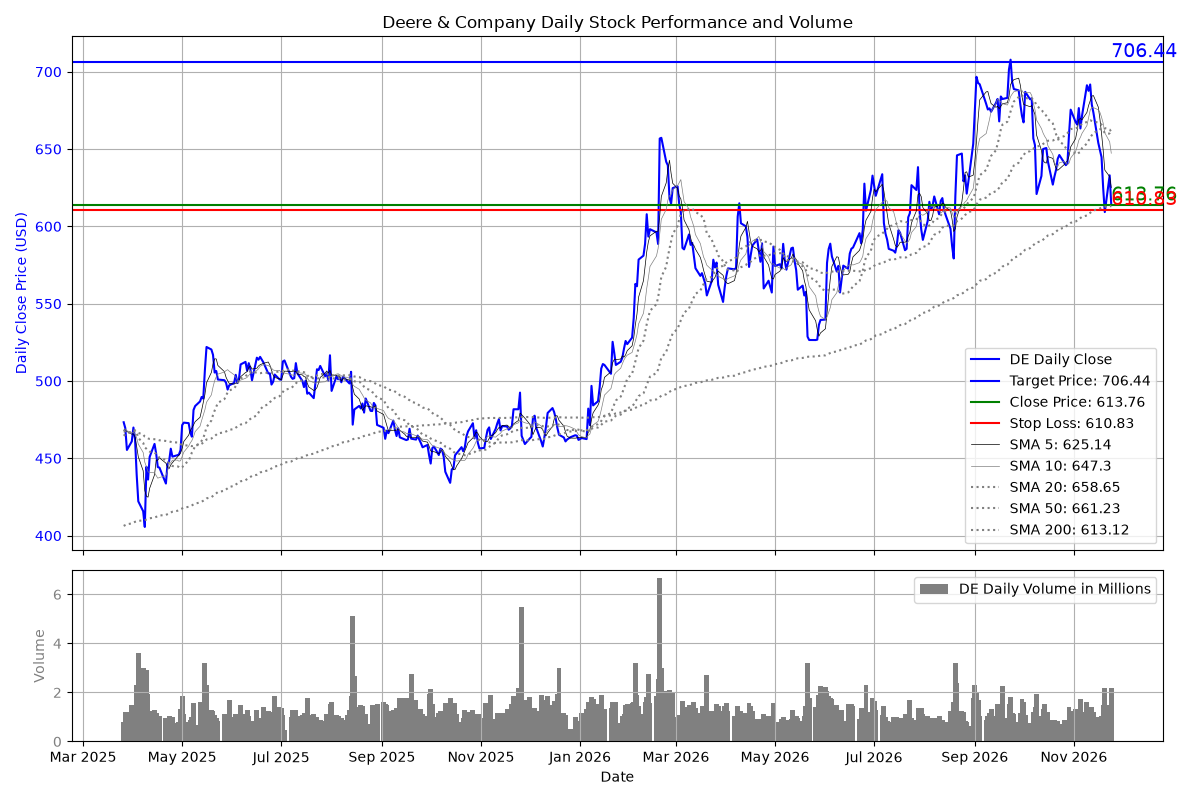 Deere & Company Daily Stock Performance and Volume
706.44
700
650
613.76
610.83
600
550
500
450
400
Daily Close Price (USD)
DE Daily Close
Target Price: 706.44
Close Price: 613.76
Stop Loss: 610.83
SMA 5: 625.14
SMA 10: 647.3
SMA 20: 658.65
SMA 50: 661.23
SMA 200: 613.12
DE Daily Volume in Millions
6
4
2
0
Volume
Mar 2025
May 2025
Jul 2025
Sep 2025
Nov 2025
Jan 2026
Mar 2026
May 2026
Jul 2026
Sep 2026
Nov 2026
Date